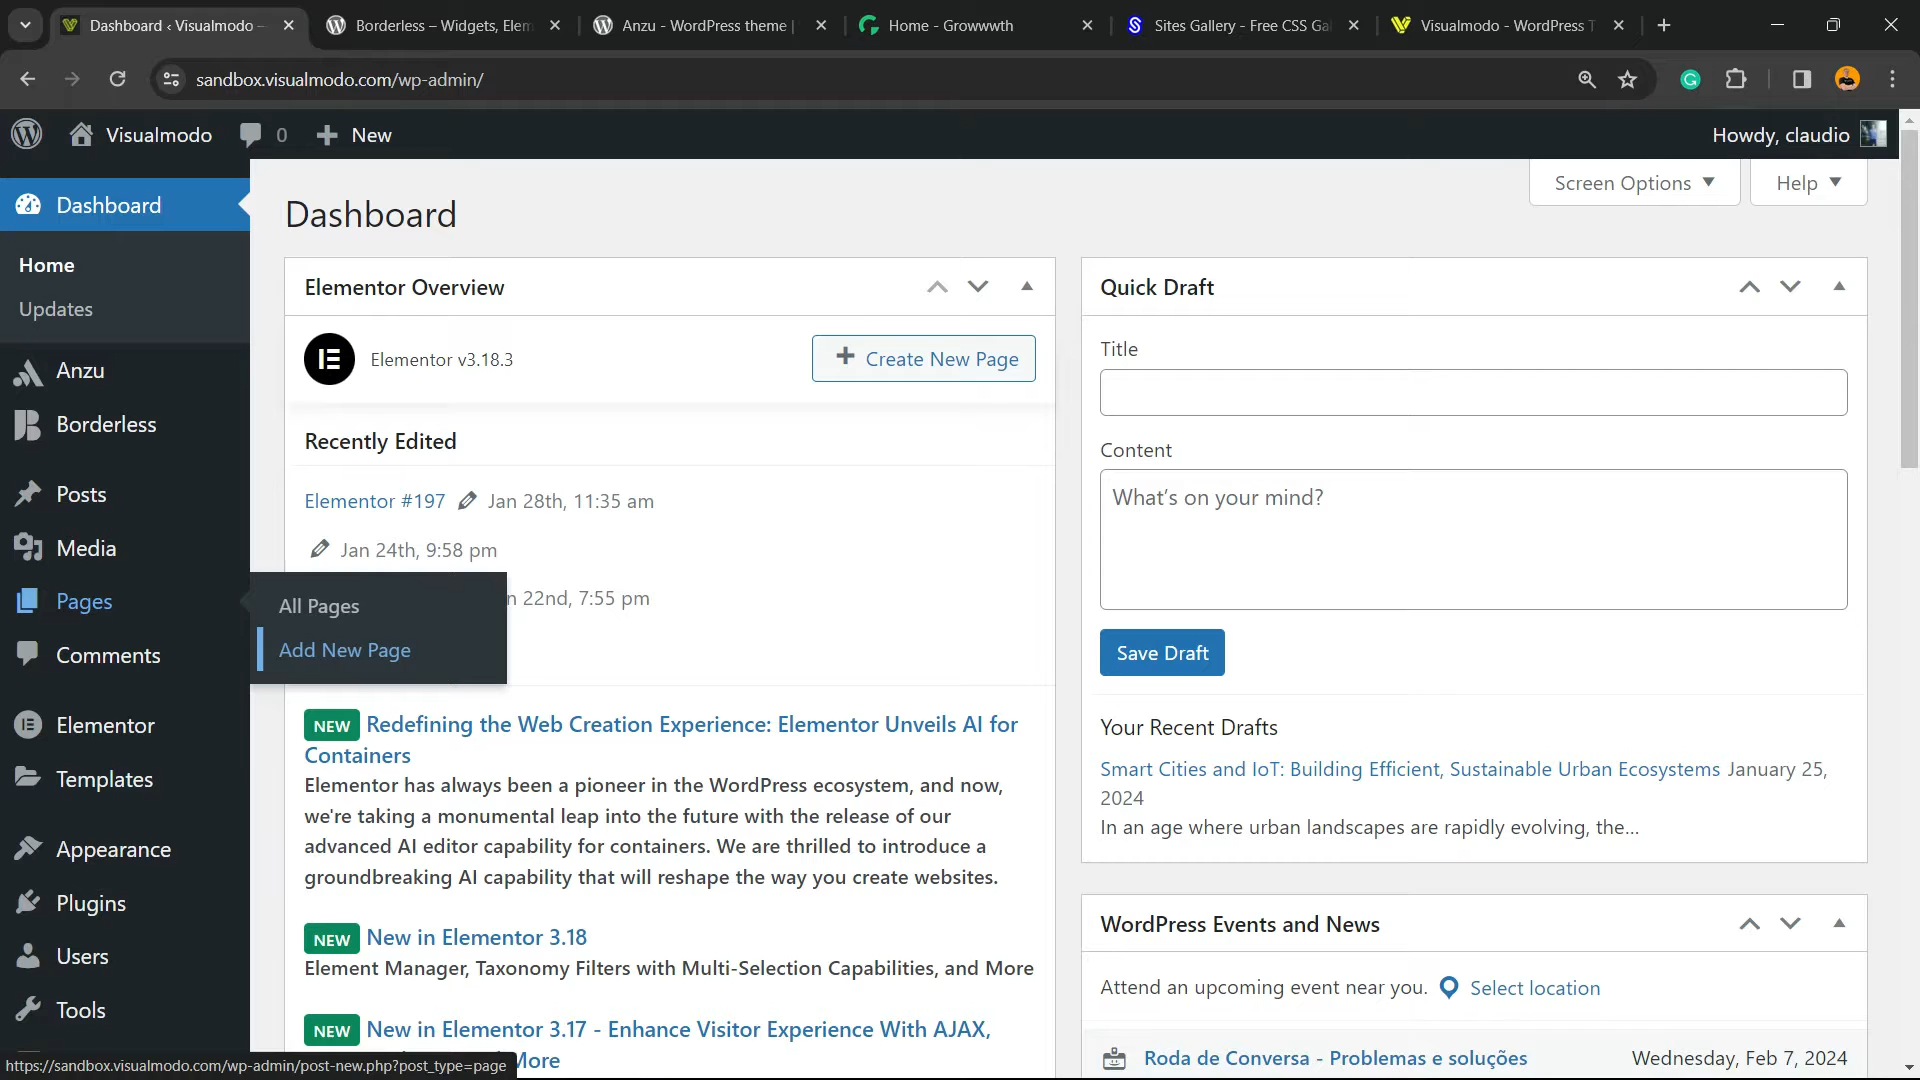 Dashboard ‹ Visualmodo –
Borderless – Widgets, Elem
Anzu - WordPress theme |
Home - Growwwth
Sites Gallery - Free CSS Ga
Visualmodo - WordPress T
sandbox.visualmodo.com/wp-admin/
Visualmodo
0
New
Howdy, claudio
Dashboard
Home
Updates
Anzu
Borderless
Posts
Media
Pages
All Pages
Add New Page
Comments
Elementor
Templates
Appearance
Plugins
Users
Tools
Screen Options
Help
Dashboard
Elementor Overview
Elementor v3.18.3
Create New Page
Recently Edited
Elementor #197 Jan 28th, 11:35 am
Jan 24th, 9:58 pm
n 22nd, 7:55 pm
NEW Redefining the Web Creation Experience: Elementor Unveils AI for
Containers
Elementor has always been a pioneer in the WordPress ecosystem, and now,
we're taking a monumental leap into the future with the release of our
advanced AI editor capability for containers. We are thrilled to introduce a
groundbreaking AI capability that will reshape the way you create websites.
NEW New in Elementor 3.18
Element Manager, Taxonomy Filters with Multi-Selection Capabilities, and More
NEW New in Elementor 3.17 - Enhance Visitor Experience With AJAX,
More
Quick Draft
Title
Content
What's on your mind?
Save Draft
Your Recent Drafts
Smart Cities and IoT: Building Efficient, Sustainable Urban Ecosystems January 25,
2024
In an age where urban landscapes are rapidly evolving, the…
WordPress Events and News
Attend an upcoming event near you. Select location
Roda de Conversa - Problemas e soluções Wednesday, Feb 7, 2024
https://sandbox.visualmodo.com/wp-admin/post-new.php?post_type=page